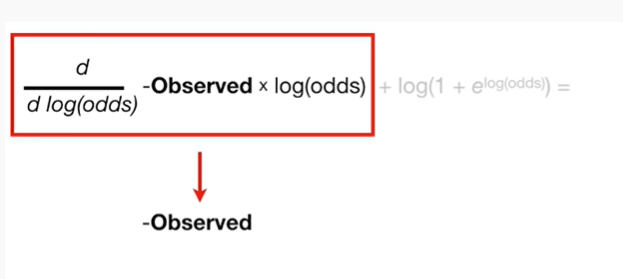 d
d log(odds)
-Observed × log(odds) + log(1 + e^log(odds)) =
-Observed